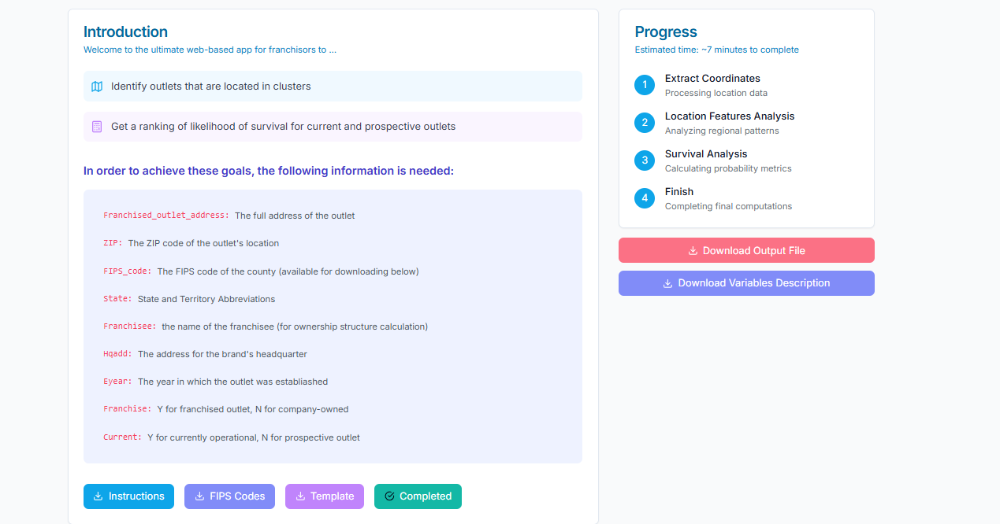 Introduction
Welcome to the ultimate web-based app for franchisors to ...
Identify outlets that are located in clusters
Get a ranking of likelihood of survival for current and prospective outlets
In order to achieve these goals, the following information is needed:
Franchised_outlet_address: The full address of the outlet
ZIP: The ZIP code of the outlet's location
FIPS_code: The FIPS code of the county (available for downloading below)
State: State and Territory Abbreviations
Franchisee: the name of the franchisee (for ownership structure calculation)
Hqadd: The address for the brand's headquarter
Eyear: The year in which the outlet was establiashed
Franchise: Y for franchised outlet, N for company-owned
Current: Y for currently operational, N for prospective outlet
Instructions
FIPS Codes
Template
Completed
Progress
Estimated time: ~7 minutes to complete
1 Extract Coordinates
Processing location data
2 Location Features Analysis
Analyzing regional patterns
3 Survival Analysis
Calculating probability metrics
4 Finish
Completing final computations
Download Output File
Download Variables Description